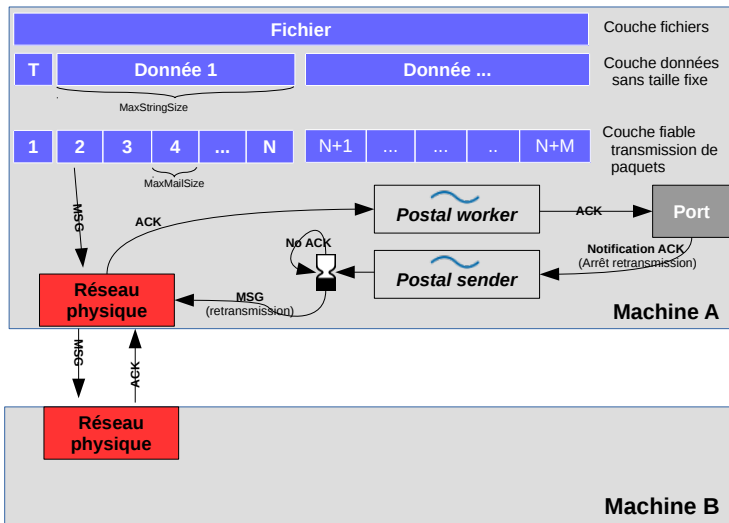 Fichier
Couche fichiers
T
Donnée 1
Donnée ...
Couche données
sans taille fixe
MaxStringSize
1
2
3
4
...
N
N+1
...
...
..
N+M
Couche fiable
transmission de
paquets
MaxMailSize
MSG
ACK
Postal worker
ACK
Port
No ACK
Postal sender
Notification ACK
(Arrêt retransmission)
Réseau
physique
MSG
(retransmission)
Machine A
MSG
ACK
Réseau
physique
Machine B